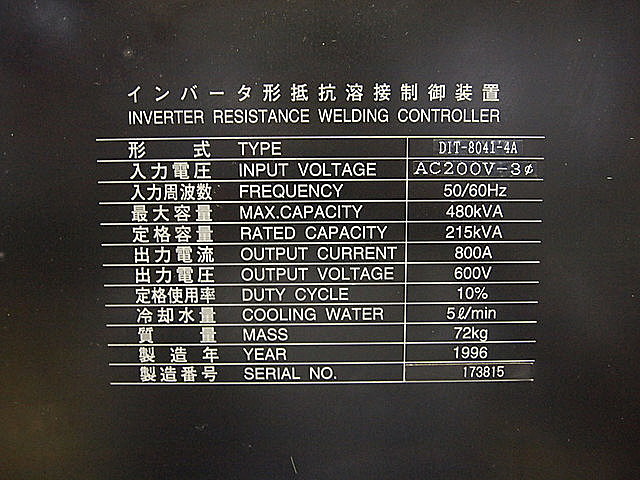 インバータ形抵抗溶接制御装置
INVERTER RESISTANCE WELDING CONTROLLER
形 式 TYPE DIT-8041-4A
入力電圧 INPUT VOLTAGE AC200V-3ø
入力周波数 FREQUENCY 50/60Hz
最大容量 MAX.CAPACITY 480kVA
定格容量 RATED CAPACITY 215kVA
出力電流 OUTPUT CURRENT 800A
出力電圧 OUTPUT VOLTAGE 600V
定格使用率 DUTY CYCLE 10%
冷却水量 COOLING WATER 5ℓ/min
質 量 MASS 72kg
製造年 YEAR 1996
製造番号 SERIAL NO. 173815